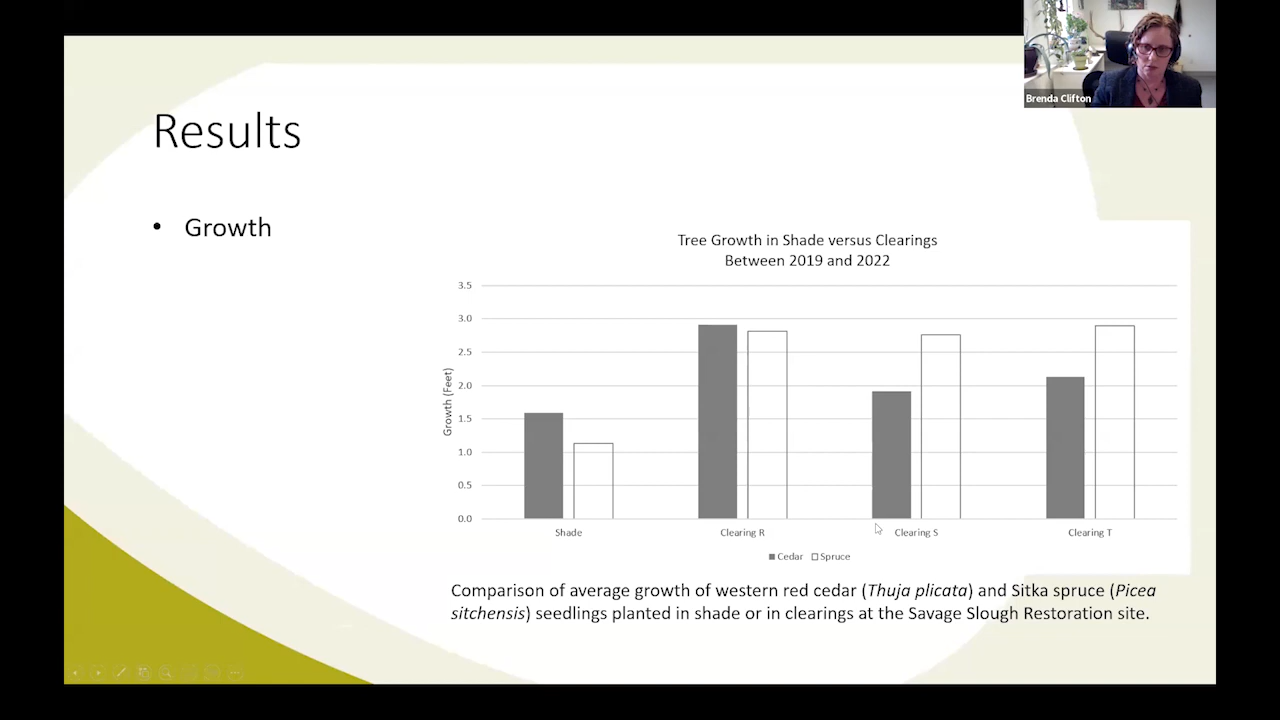 Brenda Clifton
Results
• Growth
Tree Growth in Shade versus Clearings
Between 2019 and 2022
Growth (Feet)
3.5
3.0
2.5
2.0
1.5
1.0
0.5
0.0
Shade
Clearing R
Clearing S
Clearing T
Cedar
Spruce
Comparison of average growth of western red cedar (Thuja plicata) and Sitka spruce (Picea
sitchensis) seedlings planted in shade or in clearings at the Savage Slough Restoration site.